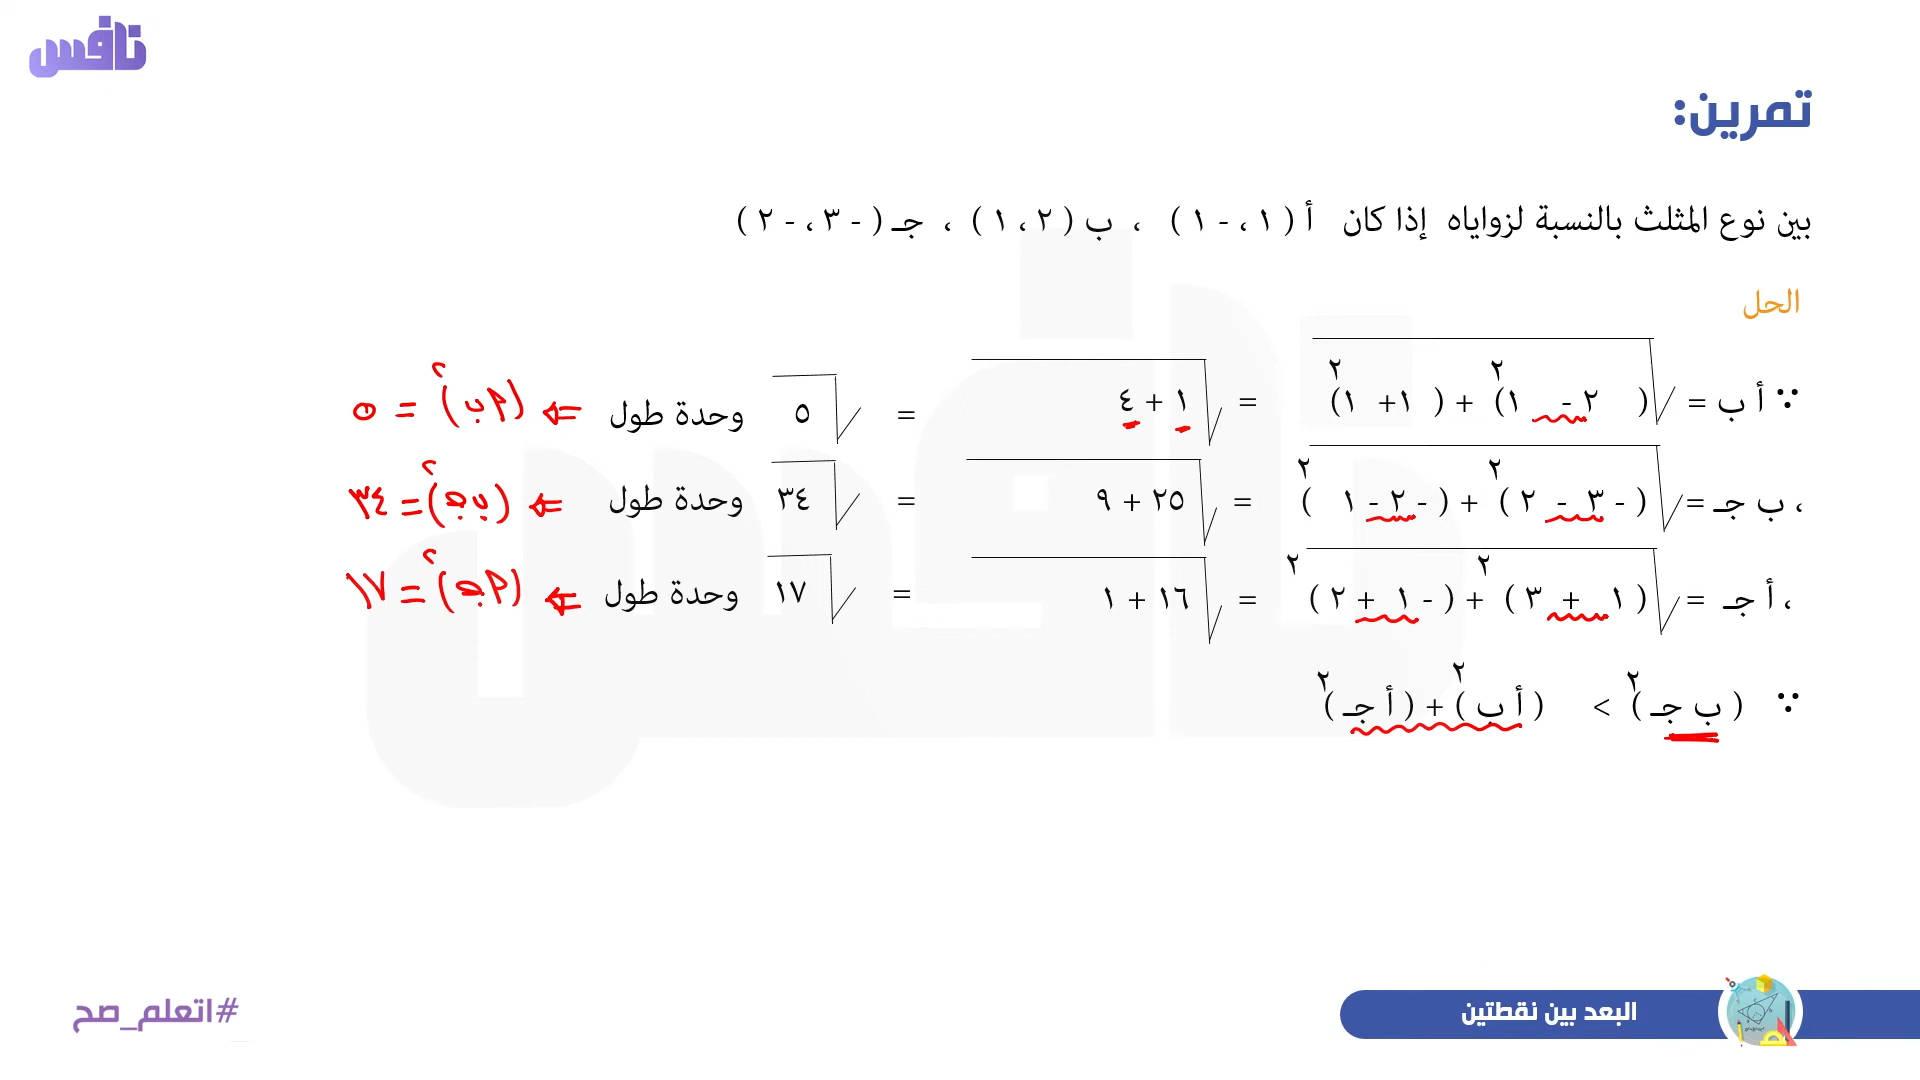 نافس
تمرين:
بين نوع المثلث بالنسبة لزواياه إذا كان أ ( ١ ، - ١ ) ، ب ( ٢ ، ١ ) ، جـ ( - ٣ ، - ٢ )
الحل
∵ أ ب = √( ٢ - ١)٢ + ( ١ + ١)٢ = √١ + ٤ = √٥ وحدة طول ⇐ (أب)٢ = ٥
، ب جـ = √( - ٣ - ٢ )٢ + ( - ٢ - ١ )٢ = √٢٥ + ٩ = √٣٤ وحدة طول ⇐ (ب جـ)٢ = ٣٤
، أ جـ = √( ١ + ٣ )٢ + ( - ١ + ٢ )٢ = √١٦ + ١ = √١٧ وحدة طول ⇐ (أ جـ)٢ = ١٧
∵ ( ب جـ )٢ > ( أ ب )٢ + ( أ جـ )٢
البعد بين نقطتين
#اتعلم_صح